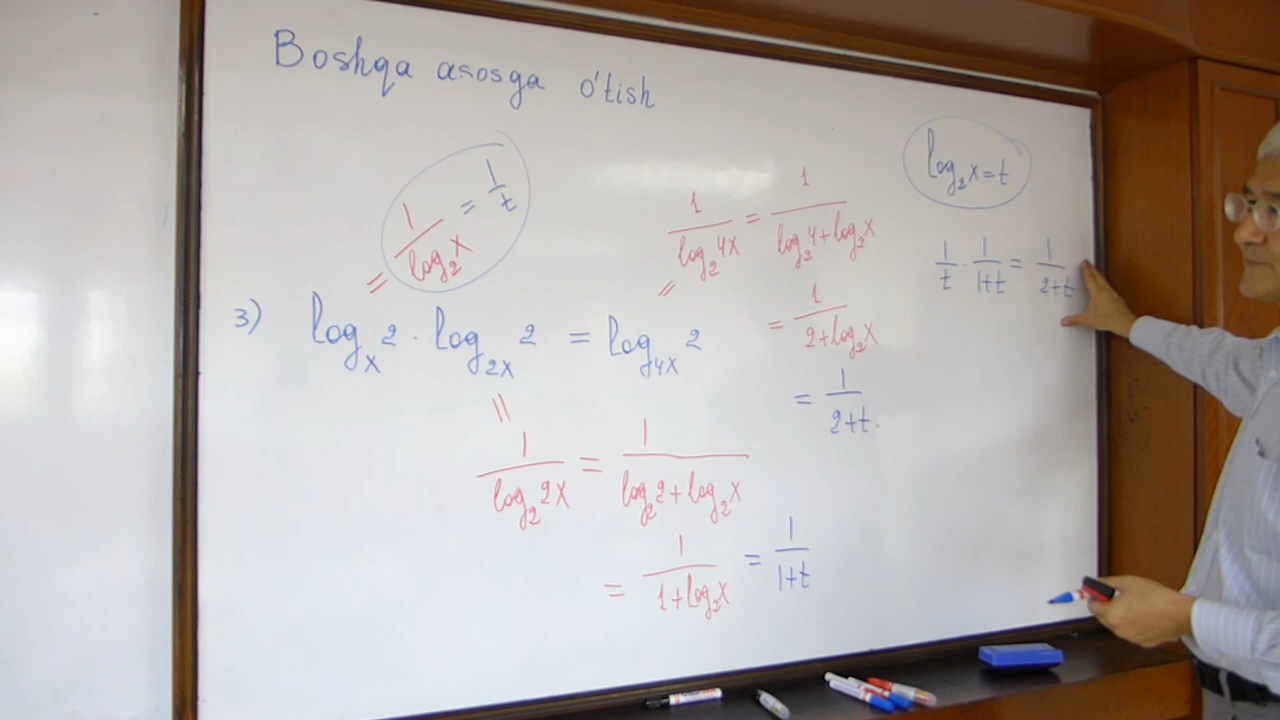 Boshqa asosga o'tish
= 1/log₂x = 1/t
= 1/log₂4x = 1/(log₂4+log₂x)
= 1/(2+log₂x)
= 1/(2+t).
log₂x=t
1/t · 1/(1+t) = 1/(2+t)
3) logₓ2 · log₂ₓ2 = log₄ₓ2
= 1/log₂2x = 1/(log₂2+log₂x)
= 1/(1+log₂x) = 1/(1+t)